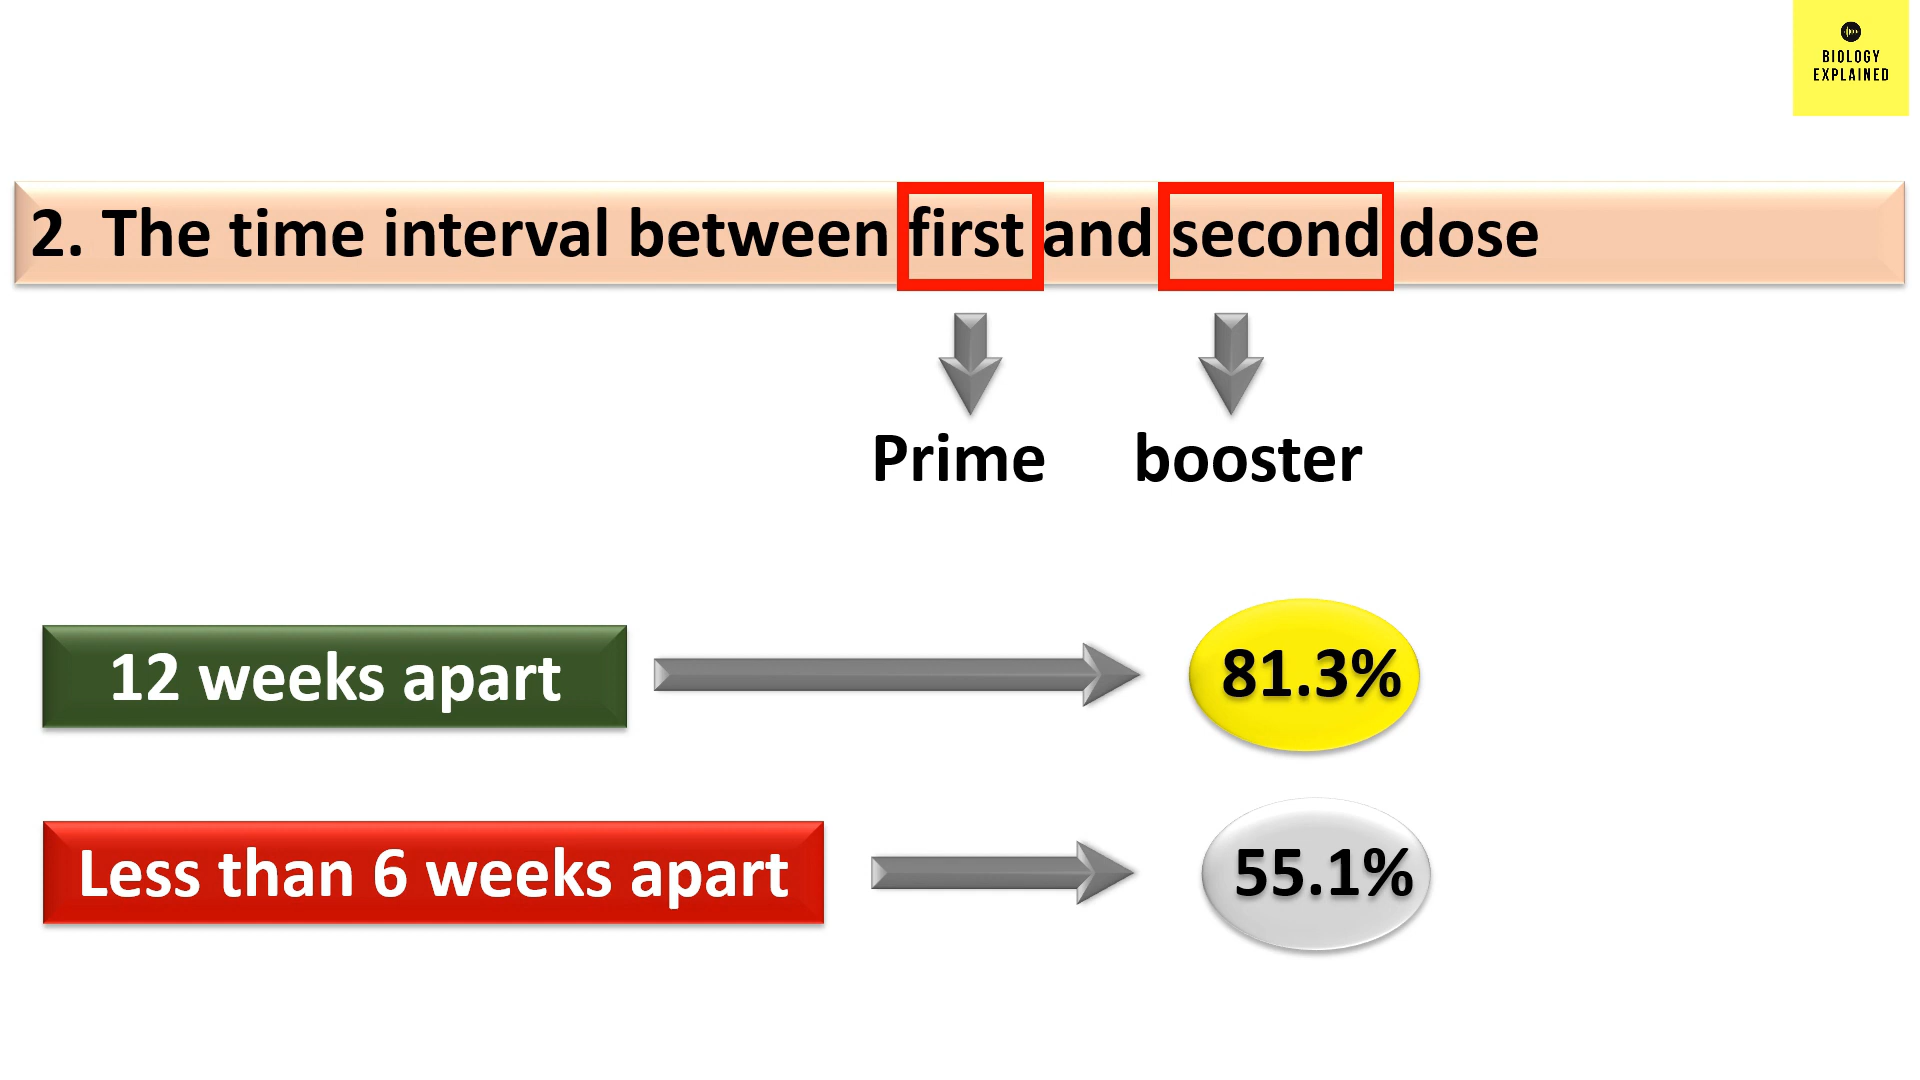 BIOLOGY
EXPLAINED
2. The time interval between first and second dose
Prime booster
12 weeks apart
81.3%
Less than 6 weeks apart
55.1%